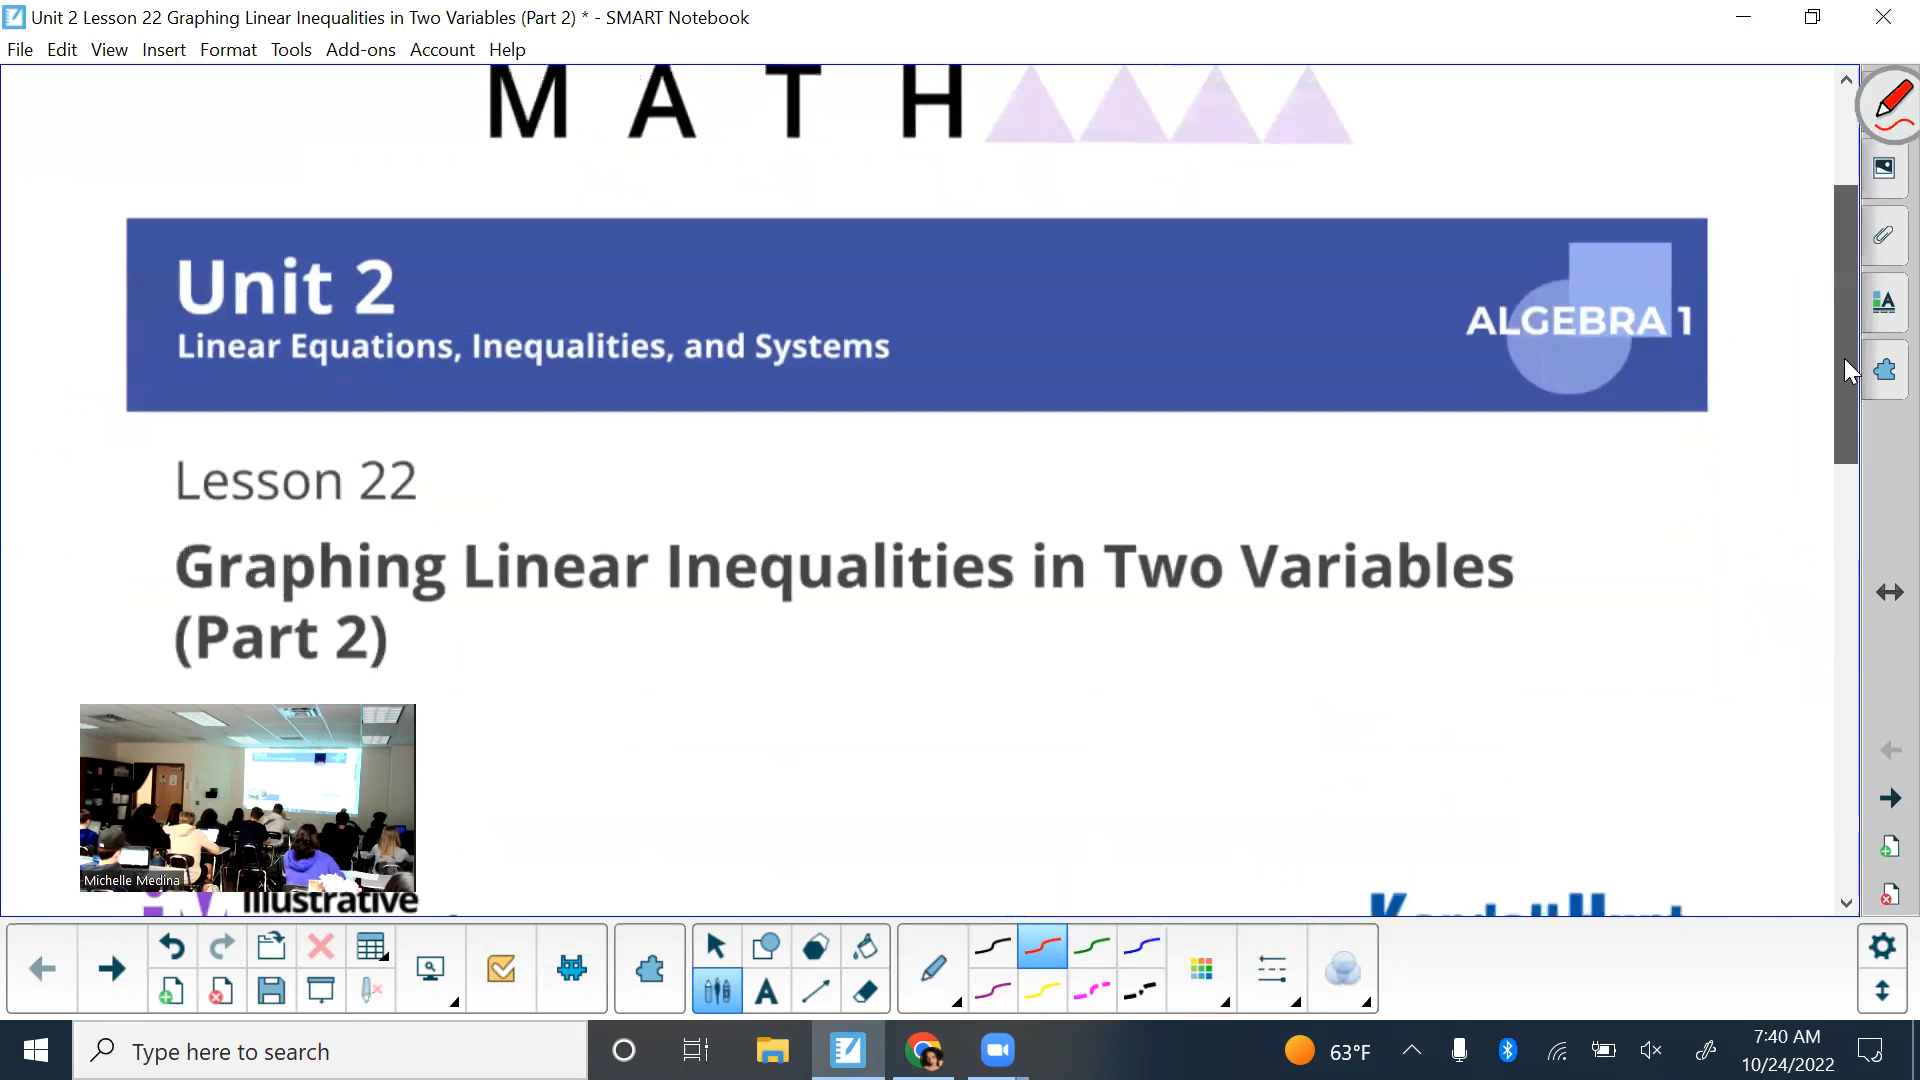 Unit 2 Lesson 22 Graphing Linear Inequalities in Two Variables (Part 2) * - SMART Notebook
File Edit View Insert Format Tools Add-ons Account Help
MATH
Unit 2
Linear Equations, Inequalities, and Systems
ALGEBRA 1
Lesson 22
Graphing Linear Inequalities in Two Variables
(Part 2)
Michelle Medina
Illustrative
Type here to search
63°F
7:40 AM
10/24/2022